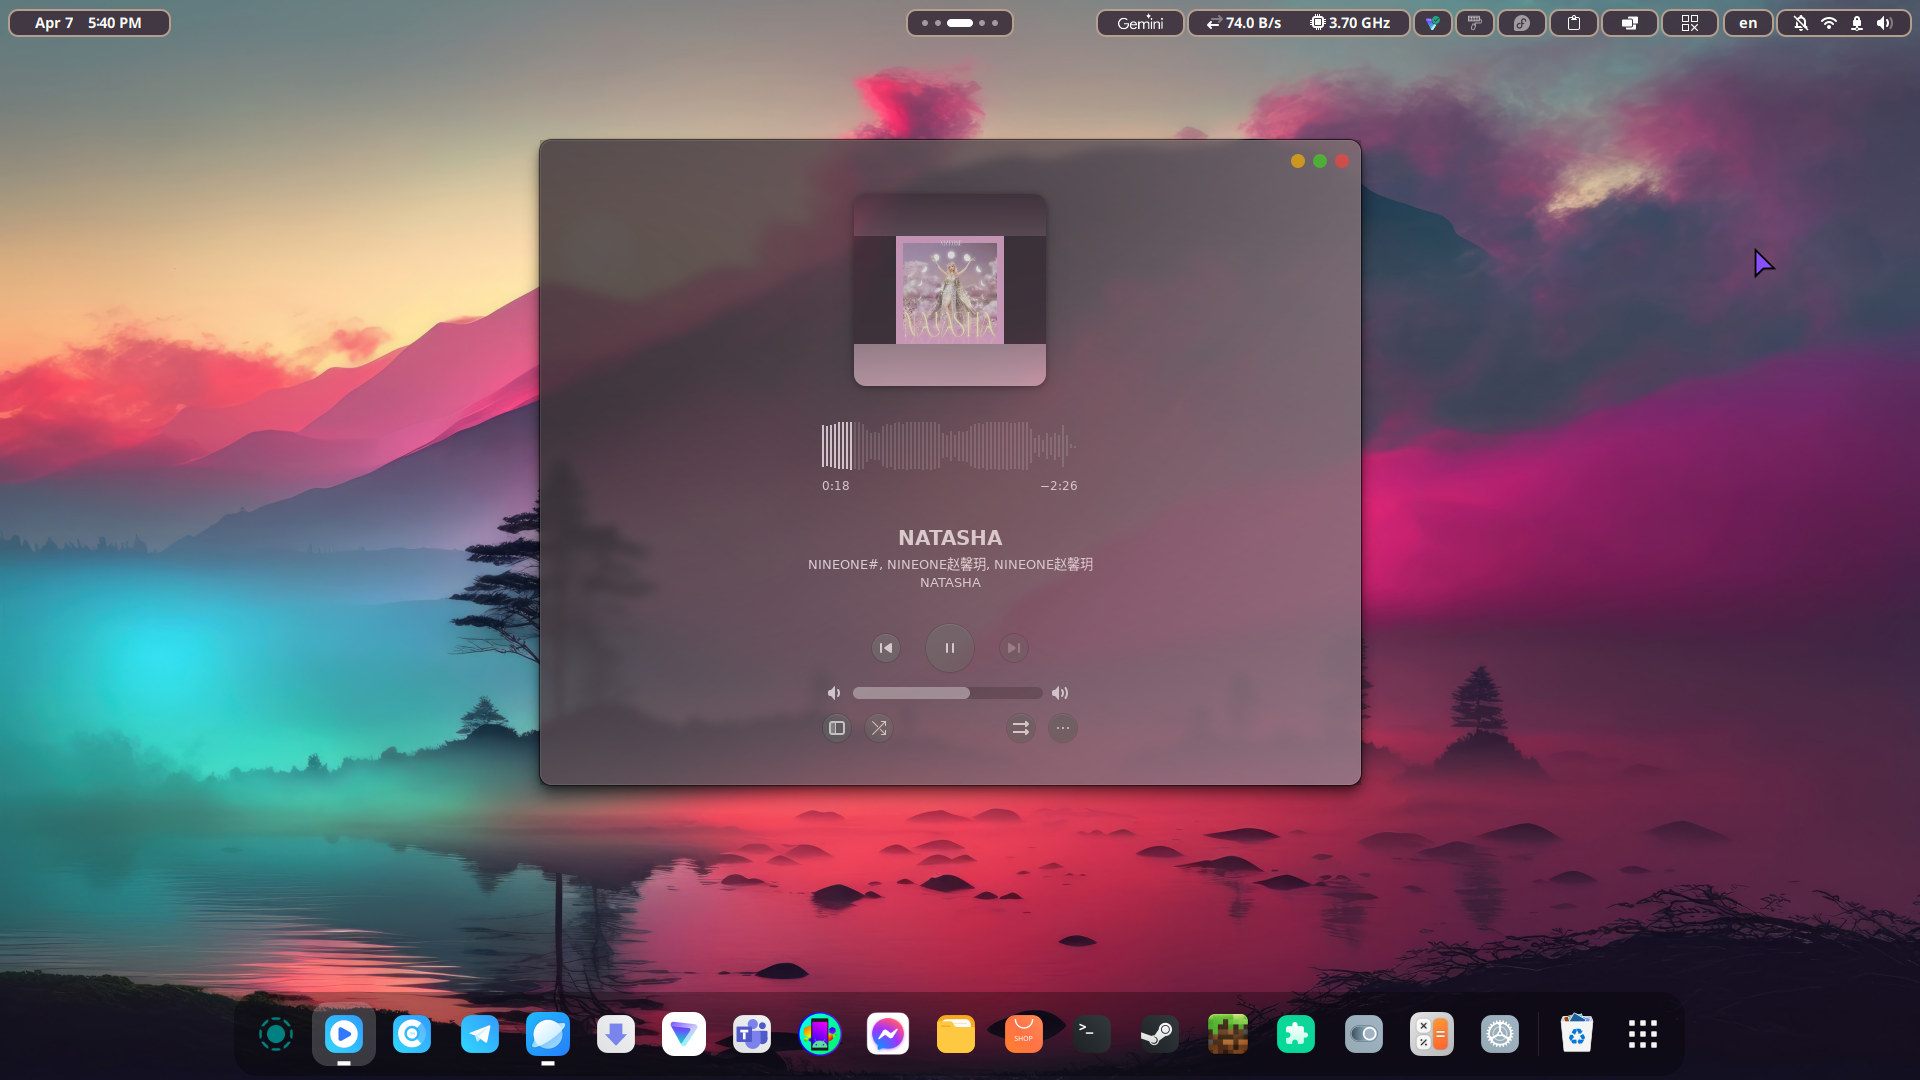 Apr 7 5:40 PM
Gemini
74.0 B/s
3.70 GHz
en
NATASHA
0:18
−2:26
NATASHA
NINEONE#, NINEONE赵馨玥, NINEONE赵馨玥
NATASHA
T
>_
SHOP